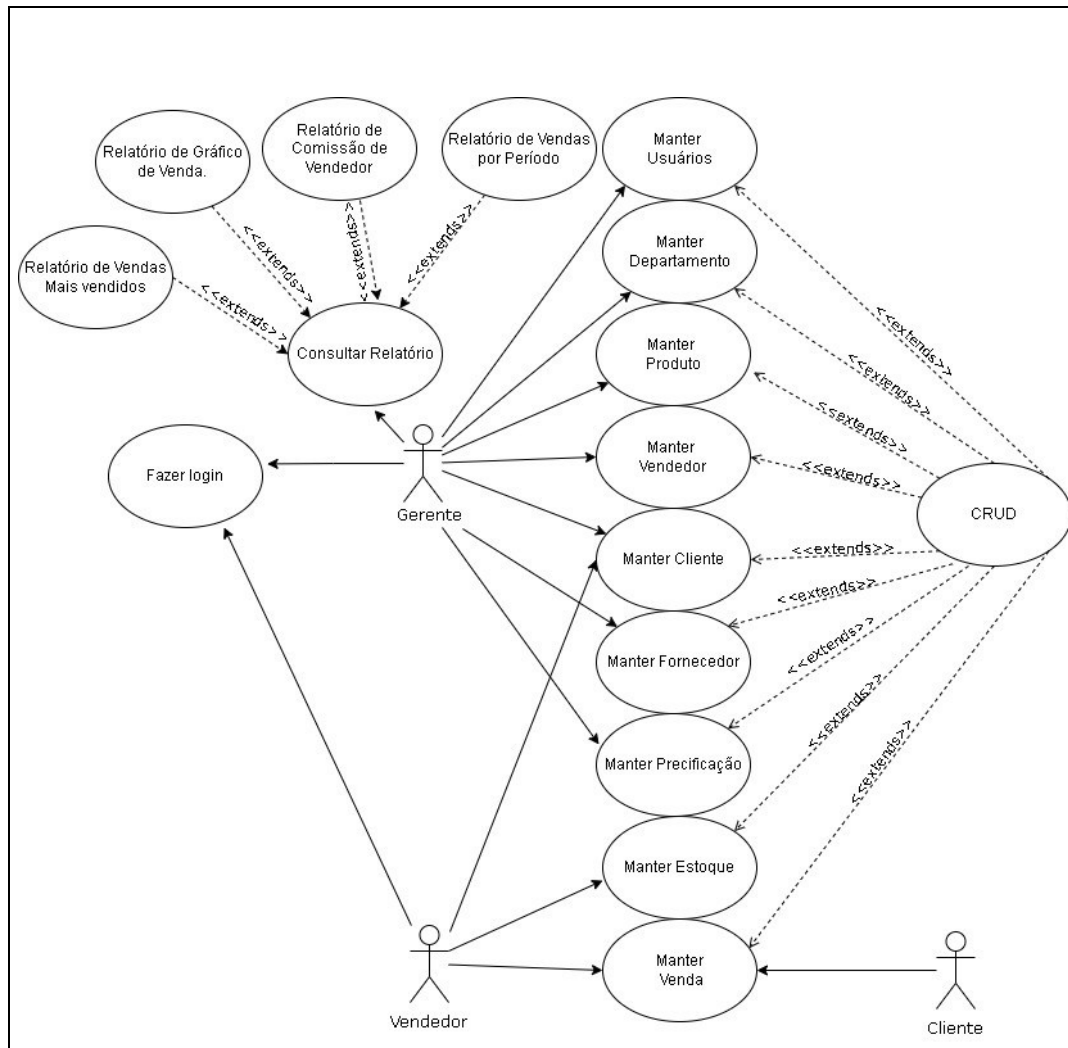 Relatório de Gráfico
de Venda.
Relatório de
Comissão de
Vendedor
Relatório de Vendas
por Período
Manter
Usuários
Relatório de Vendas
Mais vendidos
<<extends>>
<<extends>>
<<extends>>
<<extends>>
Consultar Relatório
Manter
Departamento
Manter
Produto
Fazer login
Gerente
Manter
Vendedor
Manter Cliente
Manter Fornecedor
Manter Precificação
Manter Estoque
Manter
Venda
<<extends>>
<<extends>>
<<extends>>
<<extends>>
<<extends>>
<<extends>>
<<extends>>
<<extends>>
<<extends>>
CRUD
Vendedor
Cliente